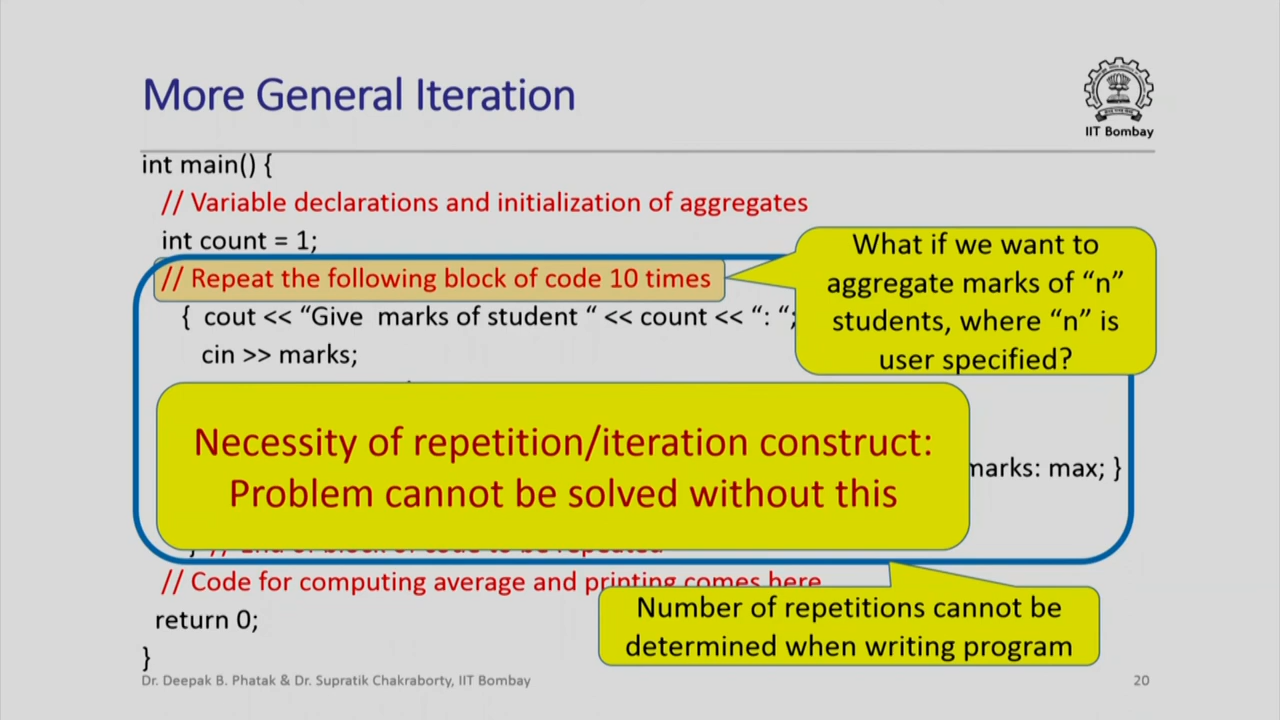 More General Iteration
IIT Bombay
int main() {
// Variable declarations and initialization of aggregates
int count = 1;
// Repeat the following block of code 10 times
{ cout << “Give marks of student “ << count << “: “;
cin >> marks;
What if we want to
aggregate marks of “n”
students, where “n” is
user specified?
Necessity of repetition/iteration construct:
Problem cannot be solved without this
marks: max; }
} // End of block of code to be repeated
// Code for computing average and printing comes here
Number of repetitions cannot be
determined when writing program
return 0;
}
Dr. Deepak B. Phatak & Dr. Supratik Chakraborty, IIT Bombay
20